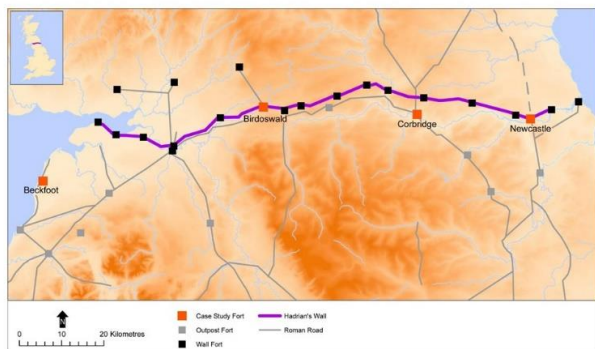 Birdoswald
Corbridge
Newcastle
Beckfoot
N
0 10 20 Kilometres
Case Study Fort
Hadrian's Wall
Outpost Fort
Roman Road
Wall Fort